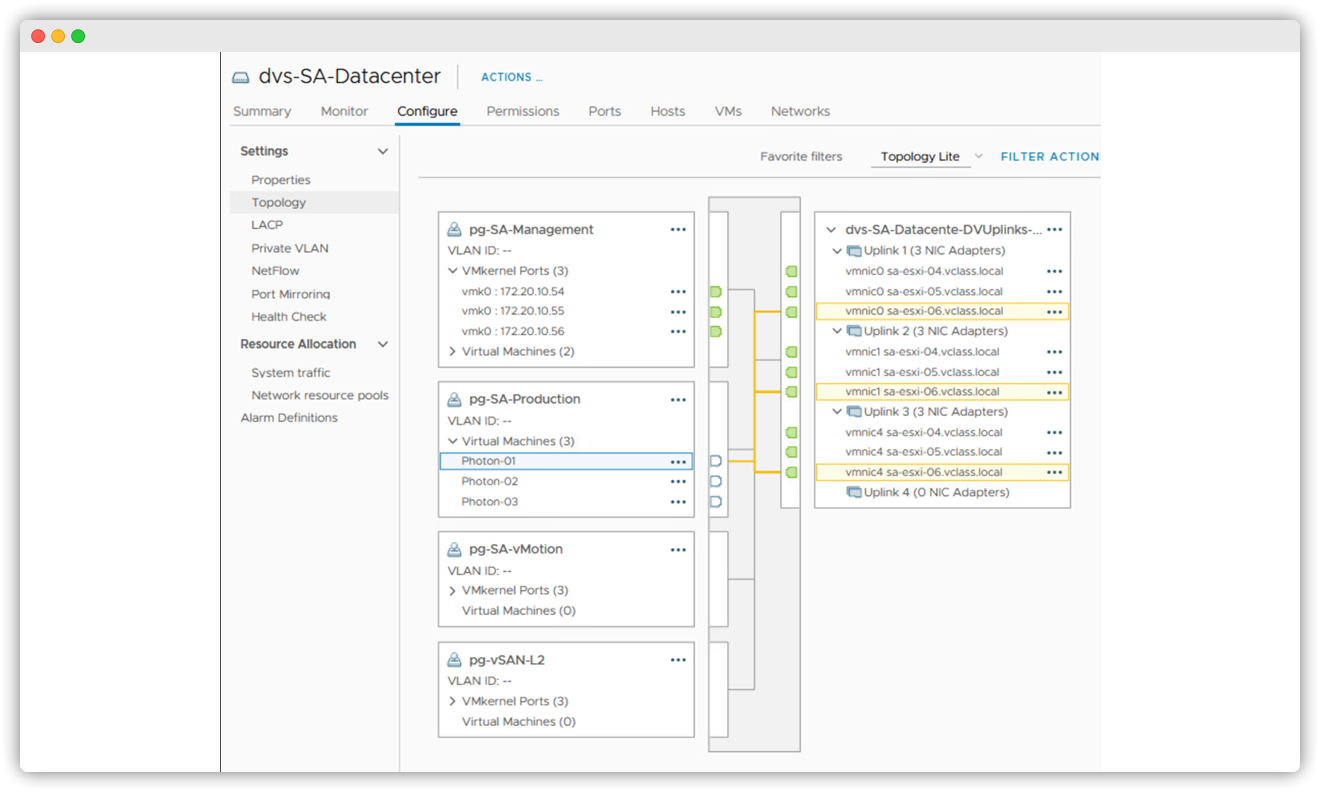 dvs-SA-Datacenter
ACTIONS ...
Summary Monitor Configure Permissions Ports Hosts VMs Networks
Settings
Properties
Topology
LACP
Private VLAN
NetFlow
Port Mirroring
Health Check
Resource Allocation
System traffic
Network resource pools
Alarm Definitions
Favorite filters Topology Lite FILTER ACTION
pg-SA-Management
VLAN ID: --
VMkernel Ports (3)
vmk0 : 172.20.10.54
vmk0 : 172.20.10.55
vmk0 : 172.20.10.56
Virtual Machines (2)
pg-SA-Production
VLAN ID: --
Virtual Machines (3)
Photon-01
Photon-02
Photon-03
pg-SA-vMotion
VLAN ID: --
VMkernel Ports (3)
Virtual Machines (0)
pg-vSAN-L2
VLAN ID: --
VMkernel Ports (3)
Virtual Machines (0)
dvs-SA-Datacente-DVUplinks-...
Uplink 1 (3 NIC Adapters)
vmnic0 sa-esxi-04.vclass.local
vmnic0 sa-esxi-05.vclass.local
vmnic0 sa-esxi-06.vclass.local
Uplink 2 (3 NIC Adapters)
vmnic1 sa-esxi-04.vclass.local
vmnic1 sa-esxi-05.vclass.local
vmnic1 sa-esxi-06.vclass.local
Uplink 3 (3 NIC Adapters)
vmnic4 sa-esxi-04.vclass.local
vmnic4 sa-esxi-05.vclass.local
vmnic4 sa-esxi-06.vclass.local
Uplink 4 (0 NIC Adapters)